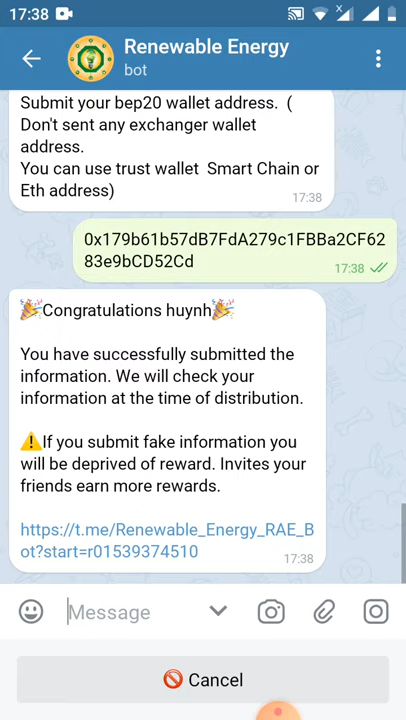 17:38
Renewable Energy
bot
Submit your bep20 wallet address. (
Don't sent any exchanger wallet
address.
You can use trust wallet Smart Chain or
Eth address)
17:38
0x179b61b57dB7FdA279c1FBBa2CF62
83e9bCD52Cd
17:38
🎉Congratulations huynh🎉
You have successfully submitted the
information. We will check your
information at the time of distribution.
⚠️If you submit fake information you
will be deprived of reward. Invites your
friends earn more rewards.
https://t.me/Renewable_Energy_RAE_B
ot?start=r01539374510
17:38
Message
🚫 Cancel